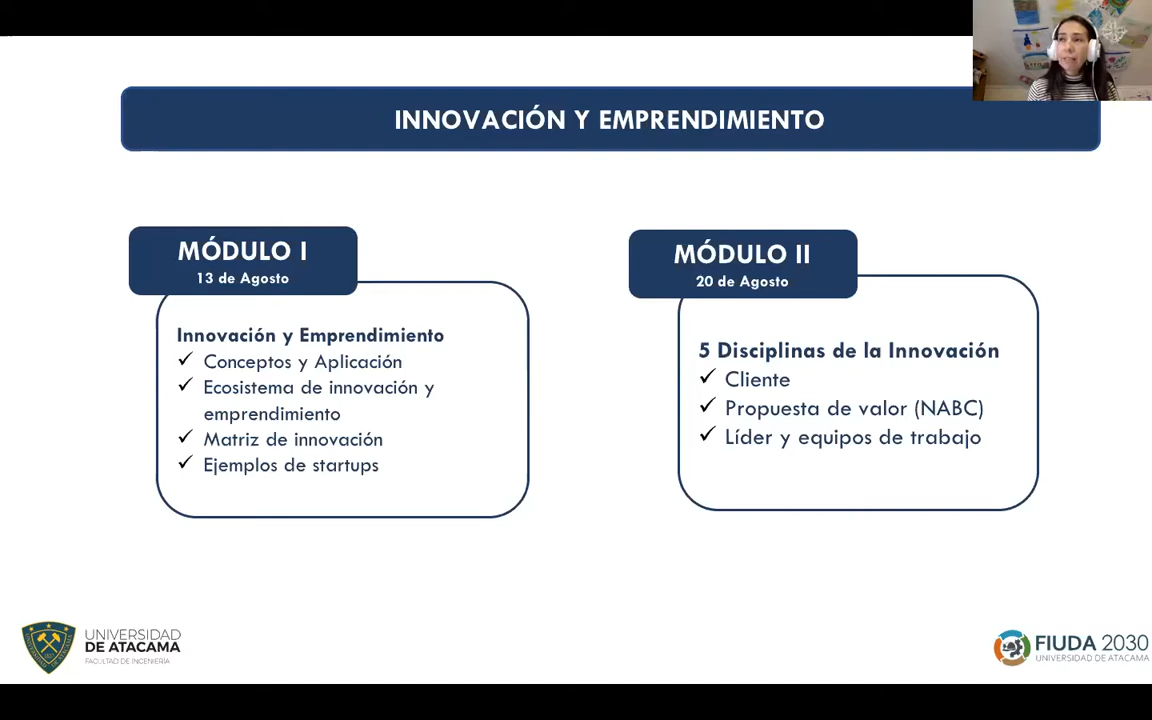 INNOVACIÓN Y EMPRENDIMIENTO
MÓDULO I
13 de Agosto
Innovación y Emprendimiento
✓ Conceptos y Aplicación
✓ Ecosistema de innovación y
emprendimiento
✓ Matriz de innovación
✓ Ejemplos de startups
MÓDULO II
20 de Agosto
5 Disciplinas de la Innovación
✓ Cliente
✓ Propuesta de valor (NABC)
✓ Líder y equipos de trabajo
UNIVERSIDAD
DE ATACAMA
FACULTAD DE INGENIERÍA
FIUDA 2030
UNIVERSIDAD DE ATACAMA